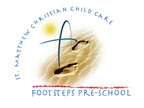 ST. MATTHEW CHRISTIAN CHILD CARE
FOOTSTEPS PRE-SCHOOL